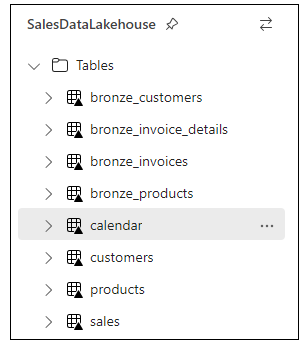 SalesDataLakehouse
Tables
bronze_customers
bronze_invoice_details
bronze_invoices
bronze_products
calendar
customers
products
sales